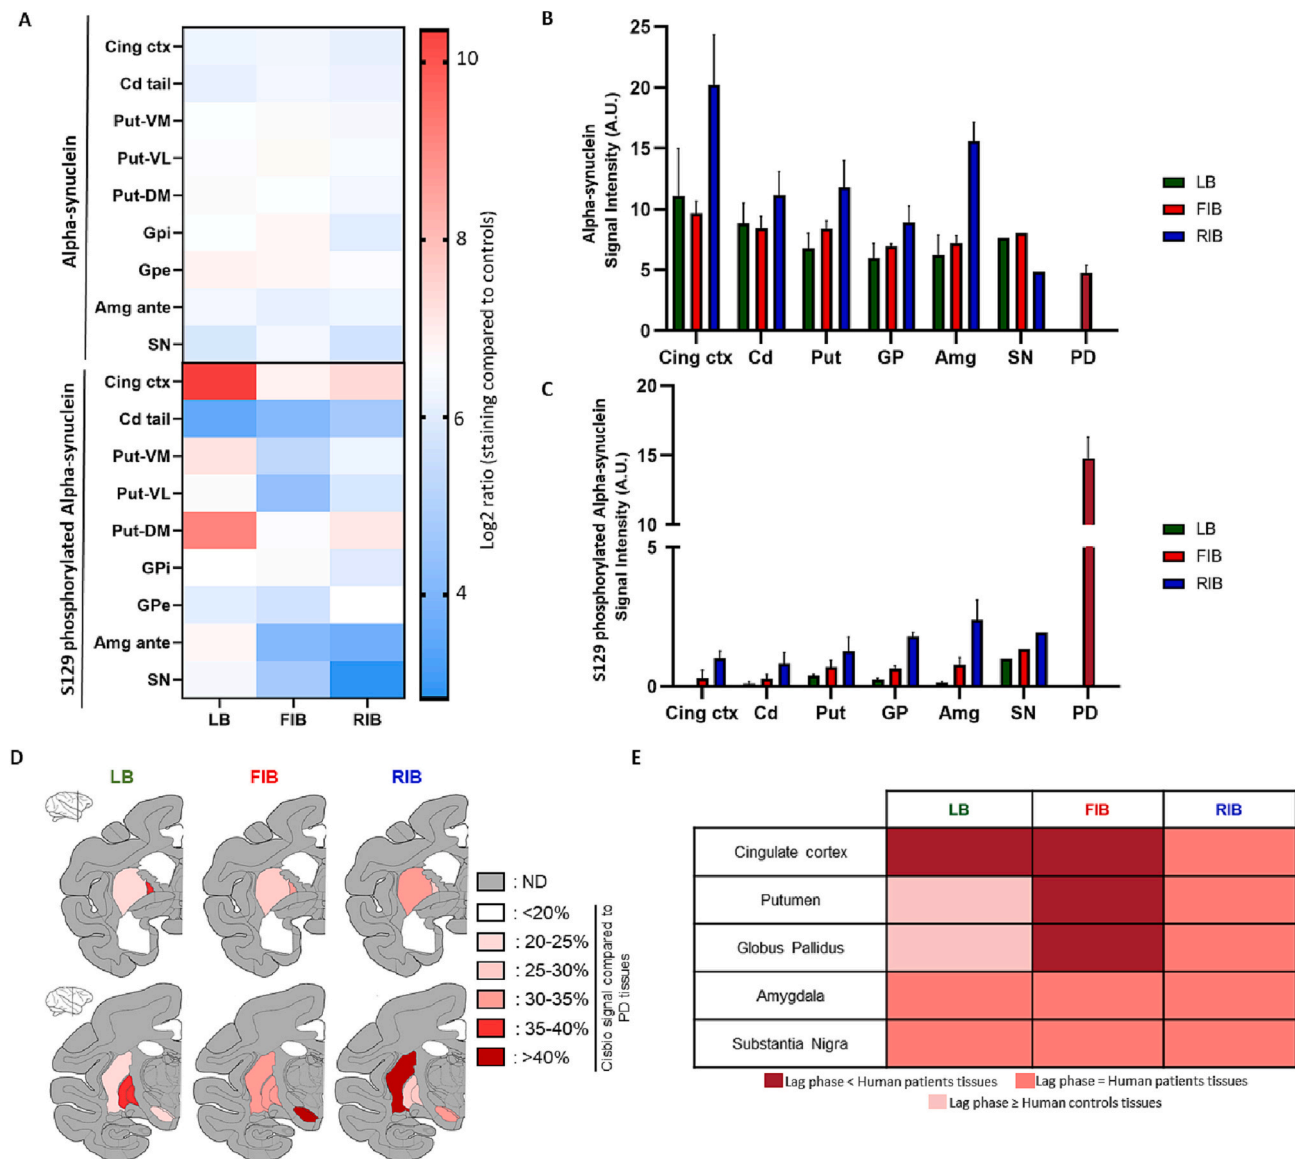 A
Alpha-synuclein
Cing ctx
Cd tail
Put-VM
Put-VL
Put-DM
Gpi
Gpe
Amg ante
SN
S129 phosphorylated Alpha-synuclein
Cing ctx
Cd tail
Put-VM
Put-VL
Put-DM
GPi
GPe
Amg ante
SN
LB FIB RIB
10
8
6
4
Log2 ratio (staining compared to controls)
B
Alpha-synuclein
Signal Intensity (A.U.)
25
20
15
10
5
0
Cing ctx Cd Put GP Amg SN PD
LB
FIB
RIB
C
S129 phosphorylated Alpha-synuclein
Signal Intensity (A.U.)
20
15
10
5
0
Cing ctx Cd Put GP Amg SN PD
LB
FIB
RIB
D
LB FIB RIB
: ND
: <20%
: 20-25%
: 25-30%
: 30-35%
: 35-40%
: >40%
Cisbio signal compared to
PD tissues
E
LB FIB RIB
Cingulate cortex
Putumen
Globus Pallidus
Amygdala
Substantia Nigra
Lag phase < Human patients tissues Lag phase = Human patients tissues
Lag phase ≥ Human controls tissues